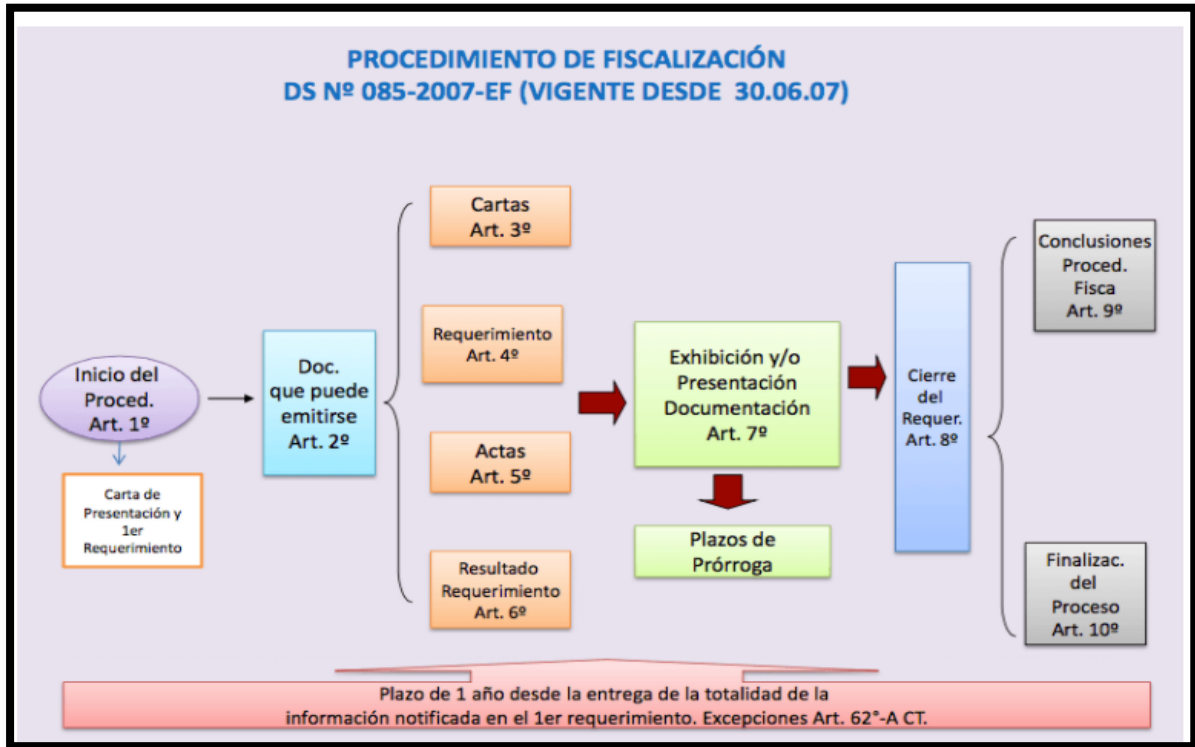 PROCEDIMIENTO DE FISCALIZACIÓN
DS Nº 085-2007-EF (VIGENTE DESDE 30.06.07)
Inicio del
Proced.
Art. 1º
Carta de
Presentación y
1er
Requerimiento
Doc.
que puede
emitirse
Art. 2º
Cartas
Art. 3º
Requerimiento
Art. 4º
Actas
Art. 5º
Resultado
Requerimiento
Art. 6º
Exhibición y/o
Presentación
Documentación
Art. 7º
Plazos de
Prórroga
Cierre
del
Requer.
Art. 8º
Conclusiones
Proced.
Fisca
Art. 9º
Finalizac.
del
Proceso
Art. 10º
Plazo de 1 año desde la entrega de la totalidad de la
información notificada en el 1er requerimiento. Excepciones Art. 62°-A CT.